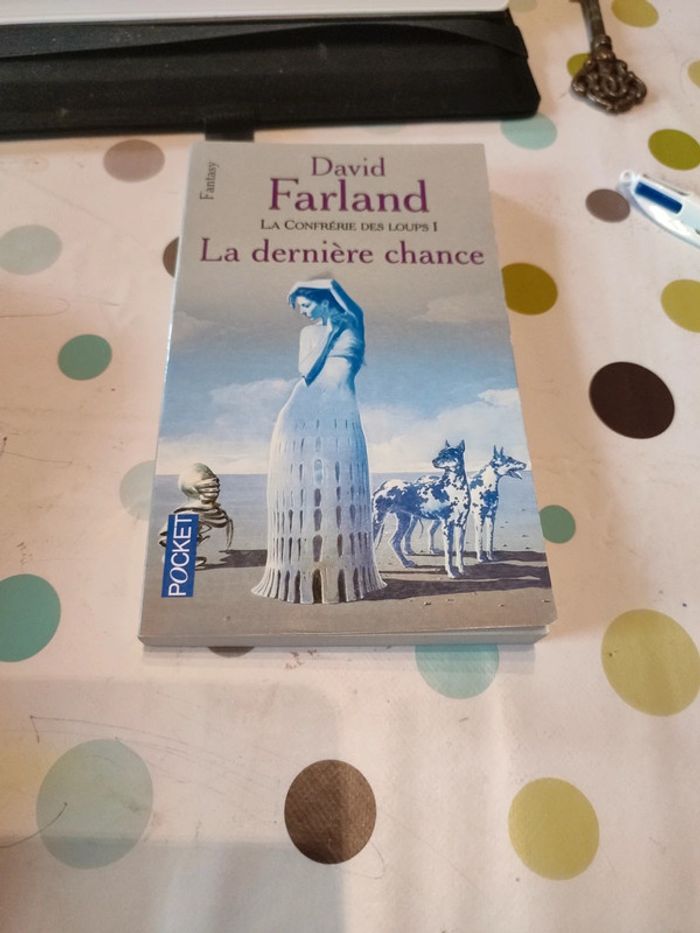 Fantasy
David
Farland
LA CONFRÉRIE DES LOUPS I
La dernière chance
POCKET